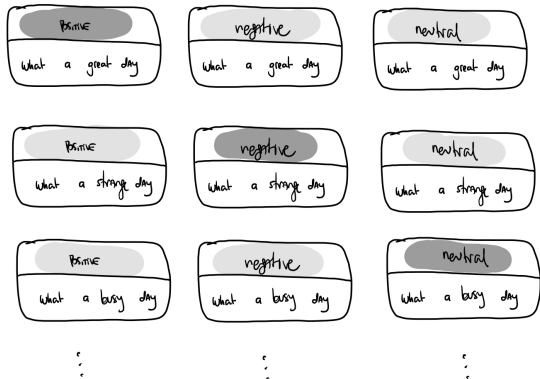 Positive
negative
neutral
what a great day
what a great day
what a great day
Positive
negative
neutral
what a strange day
what a strange day
what a strange day
Positive
negative
neutral
what a busy day
what a busy day
what a busy day